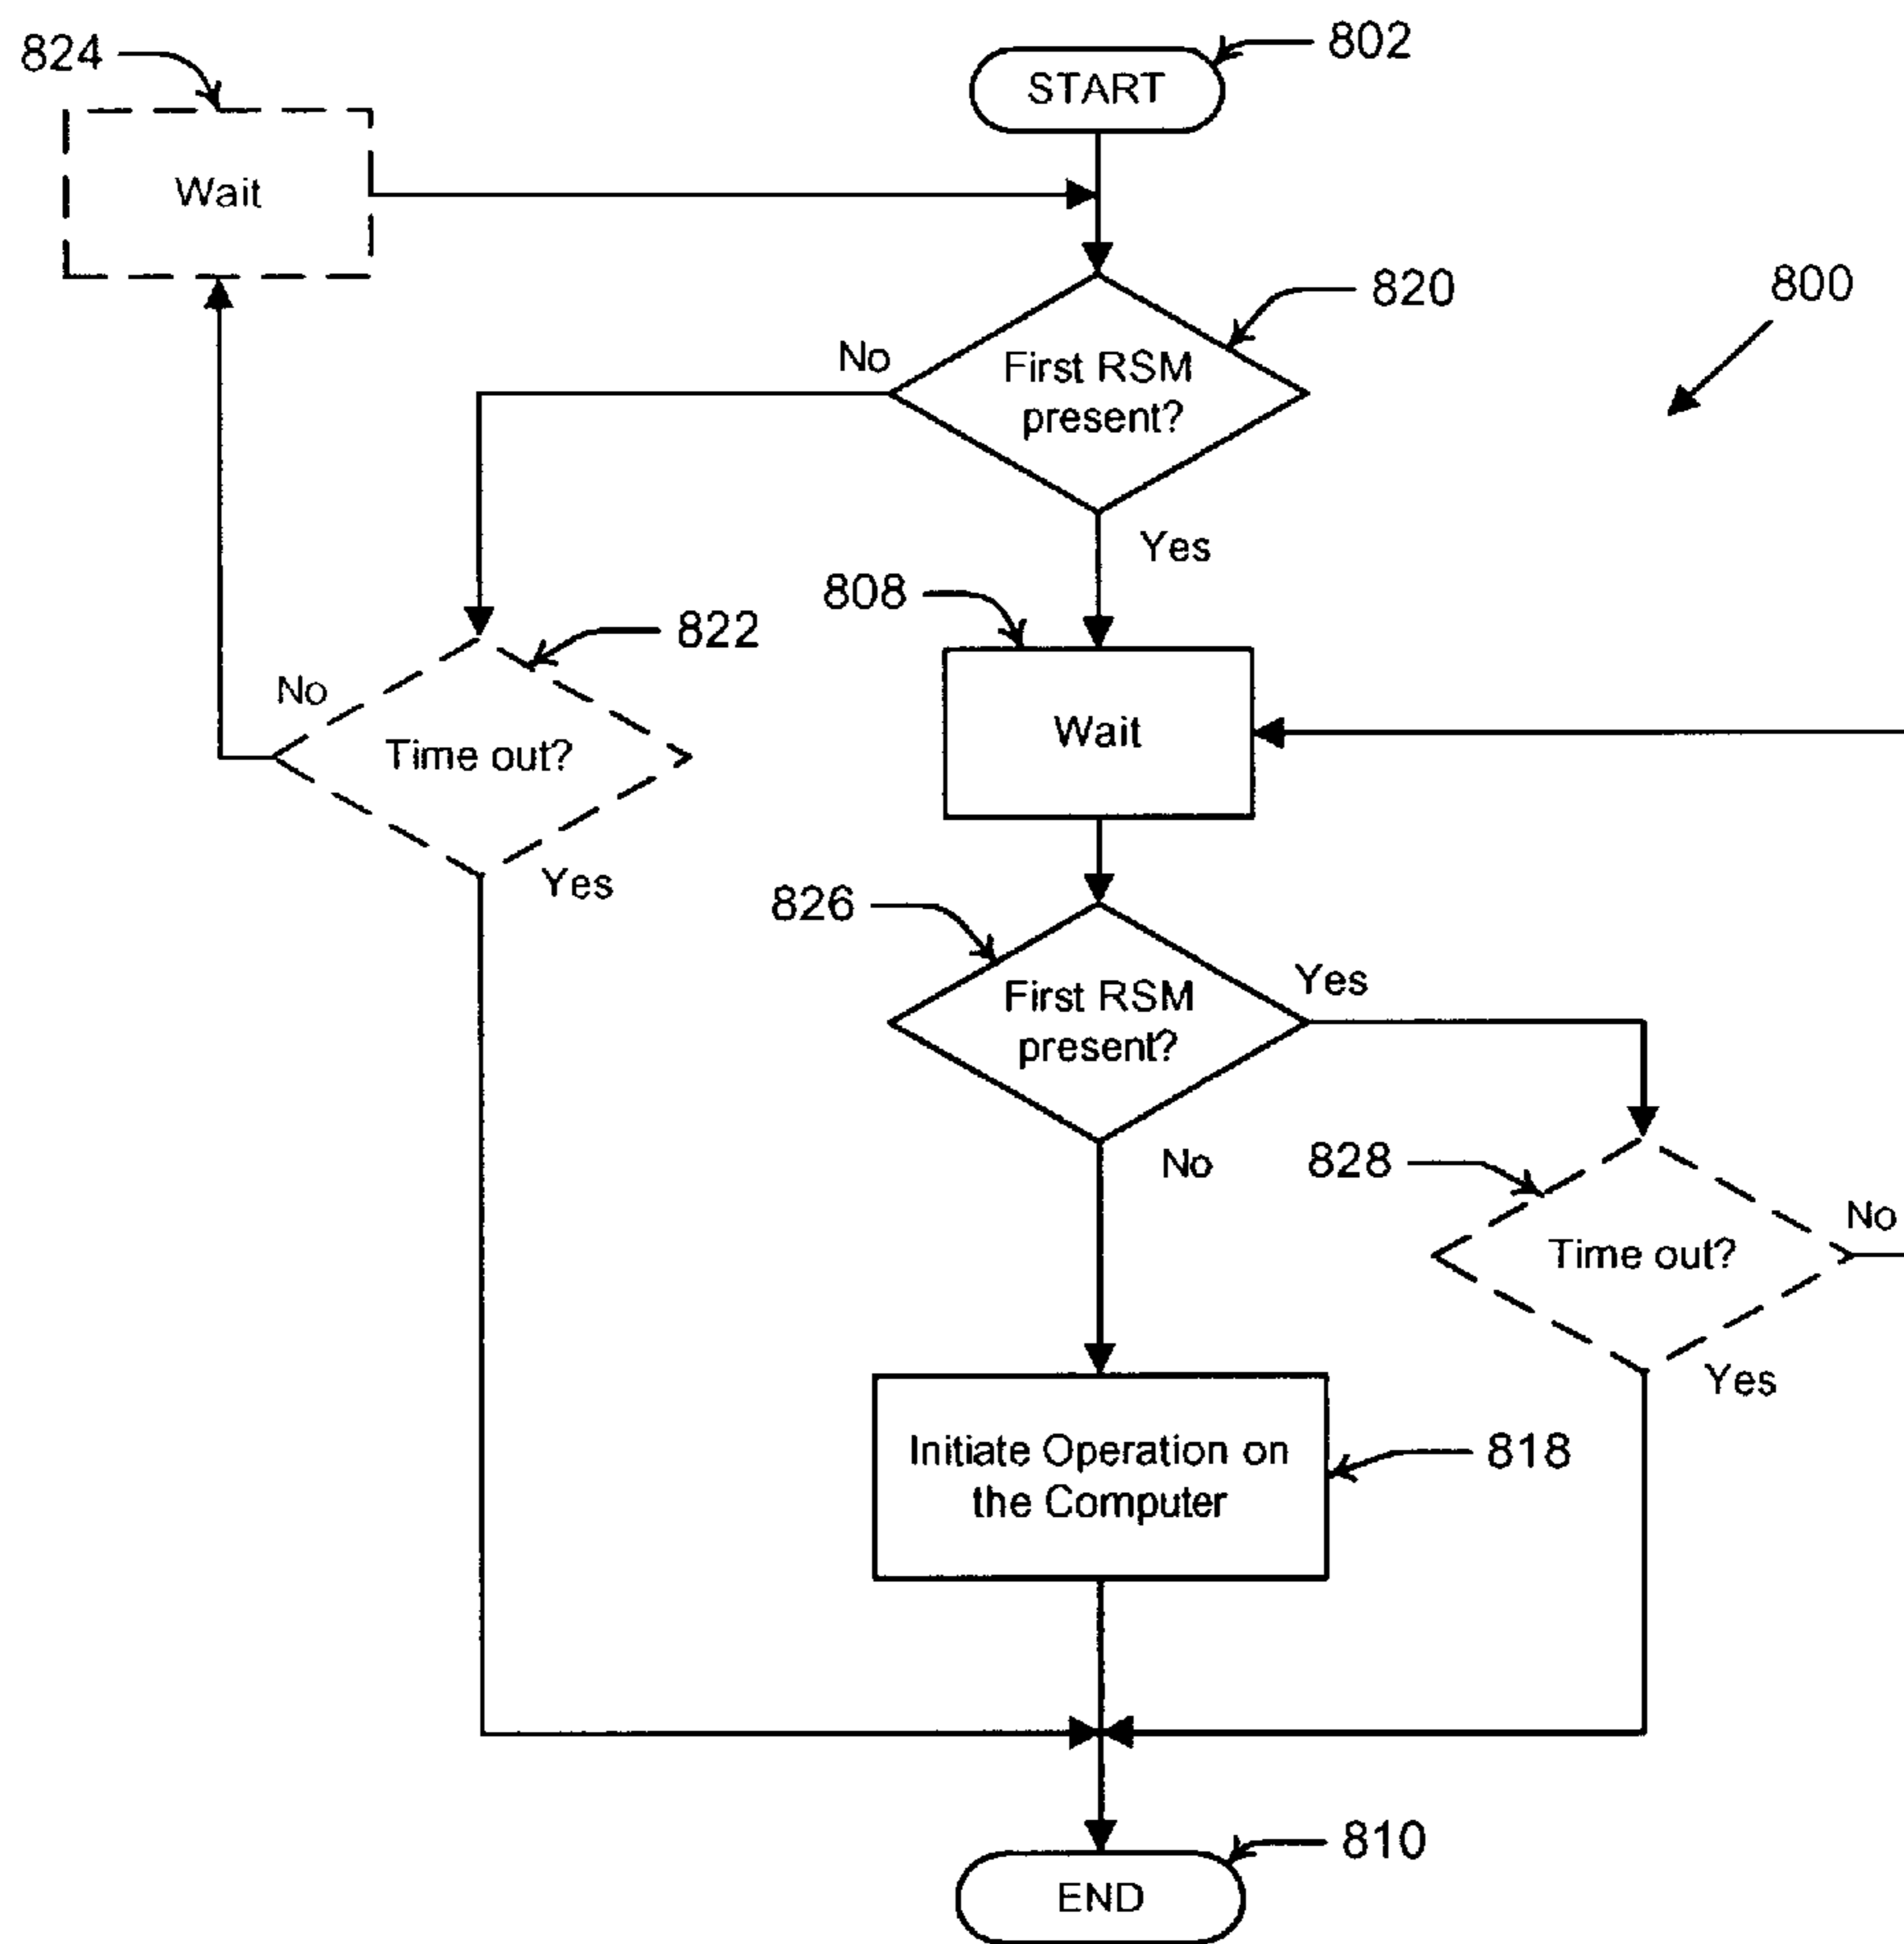 824
802
START
Wait
820
800
No
First RSM
present?
Yes
808
822
No
Wait
Time out?
Yes
826
First RSM
present?
Yes
No
828
No
Time out?
Yes
Initiate Operation on
the Computer
818
810
END